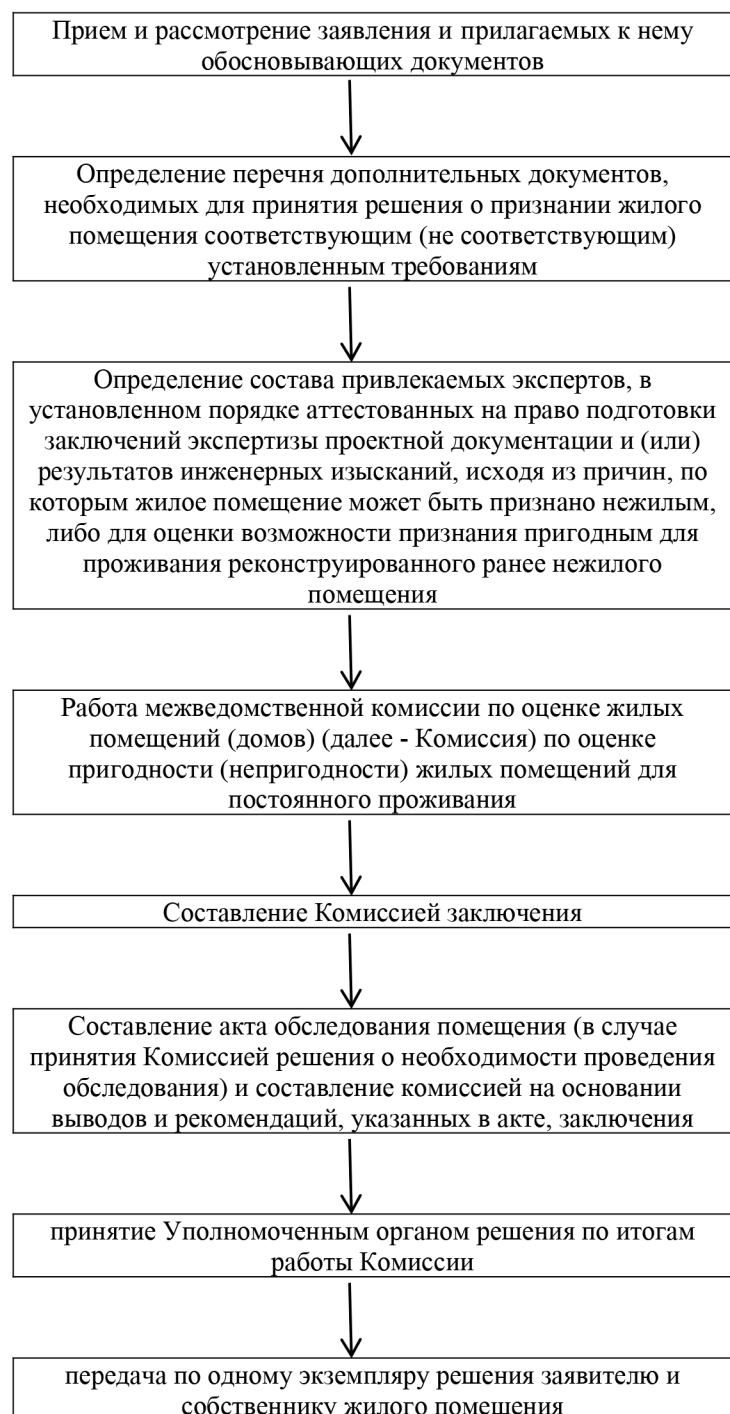 Прием и рассмотрение заявления и прилагаемых к нему
обосновывающих документов
Определение перечня дополнительных документов,
необходимых для принятия решения о признании жилого
помещения соответствующим (не соответствующим)
установленным требованиям
Определение состава привлекаемых экспертов, в
установленном порядке аттестованных на право подготовки
заключений экспертизы проектной документации и (или)
результатов инженерных изысканий, исходя из причин, по
которым жилое помещение может быть признано нежилым,
либо для оценки возможности признания пригодным для
проживания реконструированного ранее нежилого
помещения
Работа межведомственной комиссии по оценке жилых
помещений (домов) (далее - Комиссия) по оценке
пригодности (непригодности) жилых помещений для
постоянного проживания
Составление Комиссией заключения
Составление акта обследования помещения (в случае
принятия Комиссией решения о необходимости проведения
обследования) и составление комиссией на основании
выводов и рекомендаций, указанных в акте, заключения
принятие Уполномоченным органом решения по итогам
работы Комиссии
передача по одному экземпляру решения заявителю и
собственнику жилого помещения